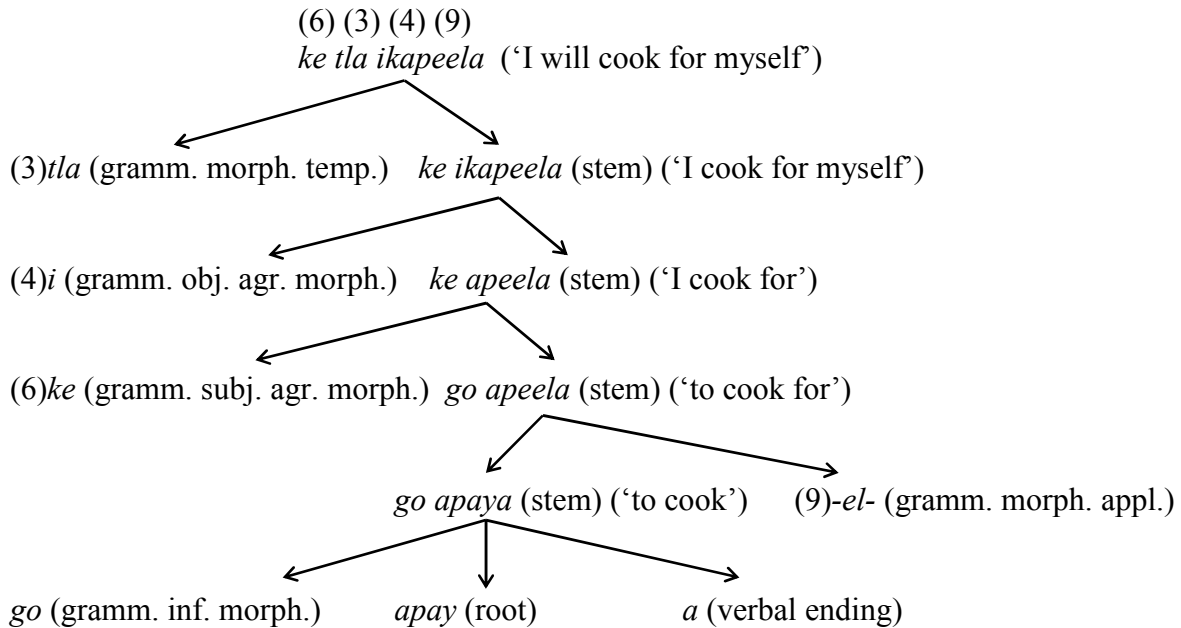 (6) (3) (4) (9)
ke tla ikapeela (‘I will cook for myself’)
(3)tla (gramm. morph. temp.) ke ikapeela (stem) (‘I cook for myself’)
(4)i (gramm. obj. agr. morph.) ke apeela (stem) (‘I cook for’)
(6)ke (gramm. subj. agr. morph.) go apeela (stem) (‘to cook for’)
go apaya (stem) (‘to cook’) (9)-el- (gramm. morph. appl.)
go (gramm. inf. morph.) apay (root) a (verbal ending)